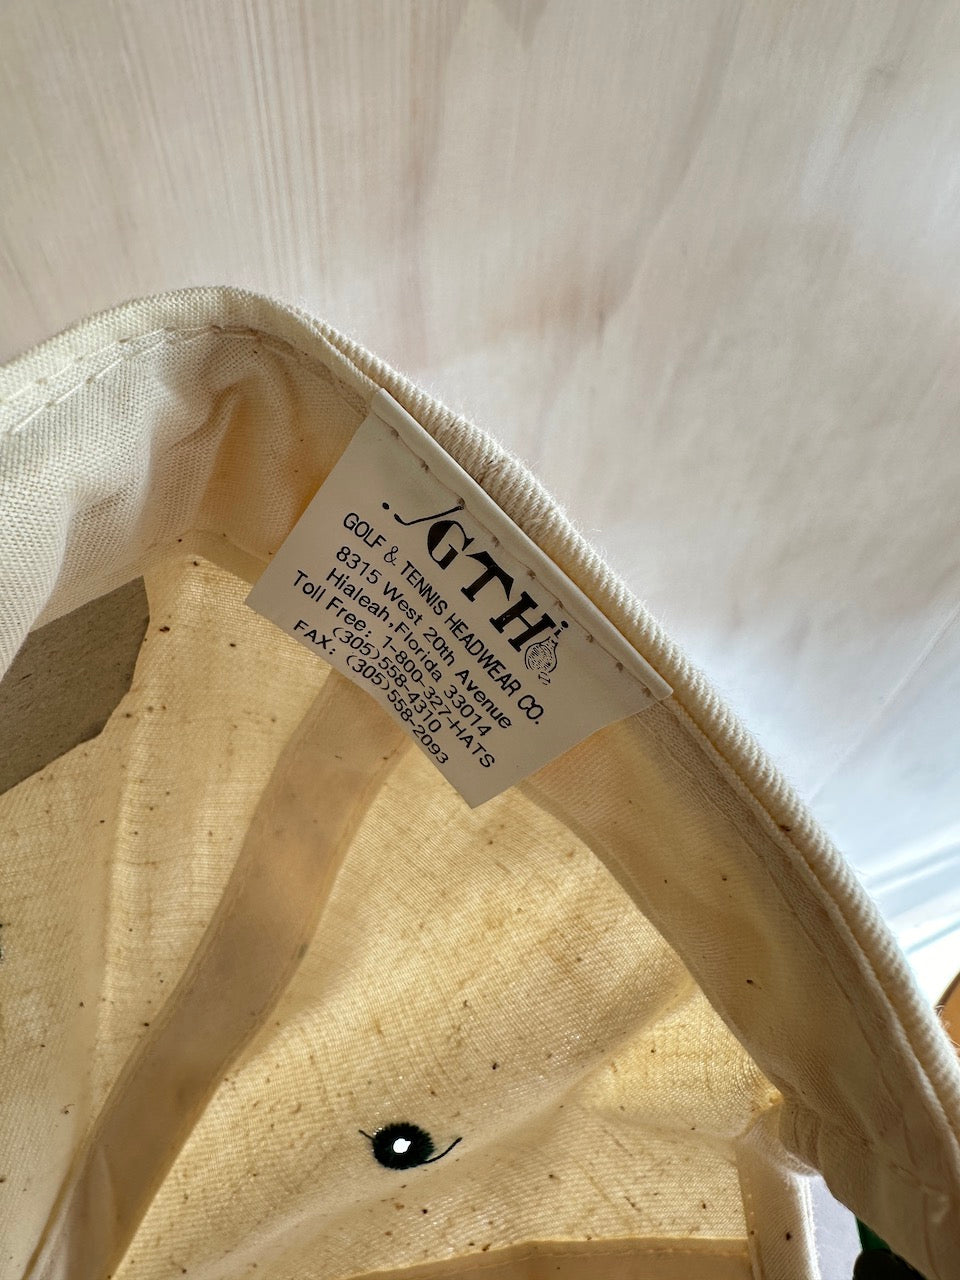 GTH
GOLF & TENNIS HEADWEAR CO.
8315 West 20th Avenue
Hialeah,Florida 33014
Toll Free: 1-800-327-HATS
(305)558-4310
FAX: (305)558-2093